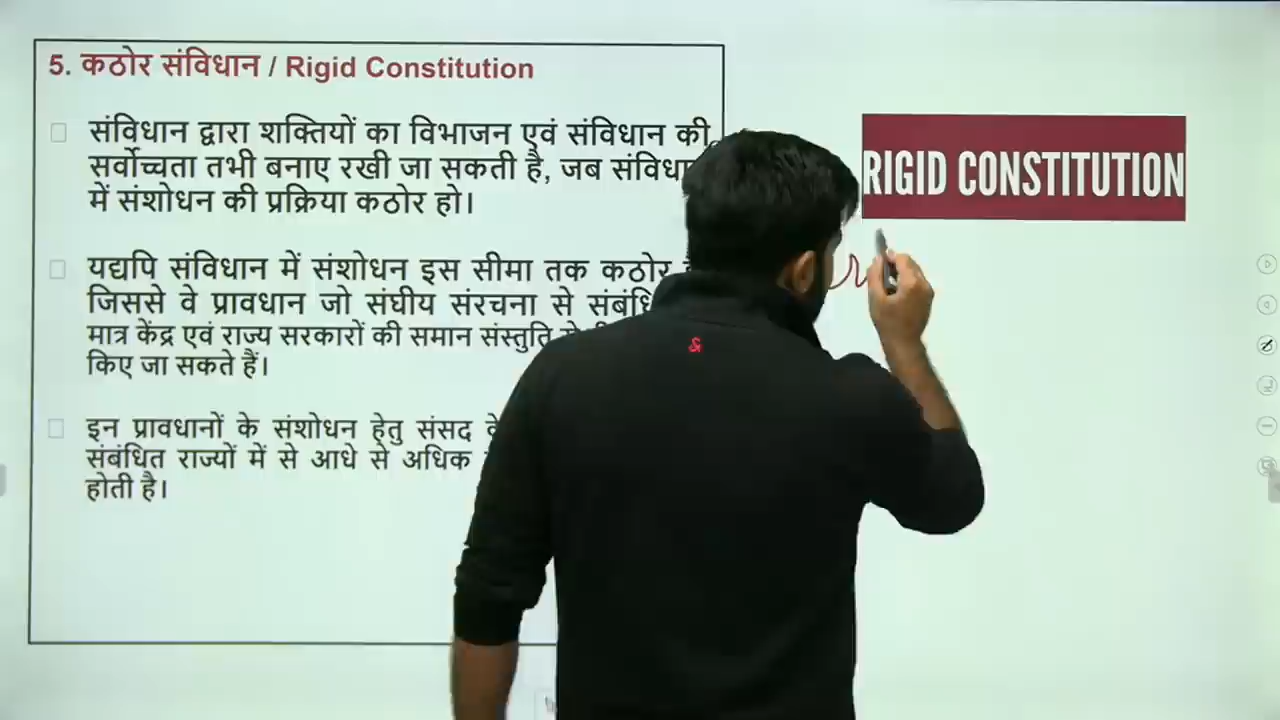 5. कठोर संविधान / Rigid Constitution
संविधान द्वारा शक्तियों का विभाजन एवं संविधान की
सर्वोच्चता तभी बनाए रखी जा सकती है, जब
में संशोधन की प्रक्रिया कठोर हो।
यद्यपि संविधान में संशोधन इस सीमा तक कठोर
जिससे वे प्रावधान जो संघीय संरचना से
मात्र केंद्र एवं राज्य सरकारों की समान संस्तुति
किए जा सकते हैं।
इन प्रावधानों के संशोधन हेतु संसद
संबंधित राज्यों में से आधे से अधिक
होती है।
RIGID CONSTITUTION